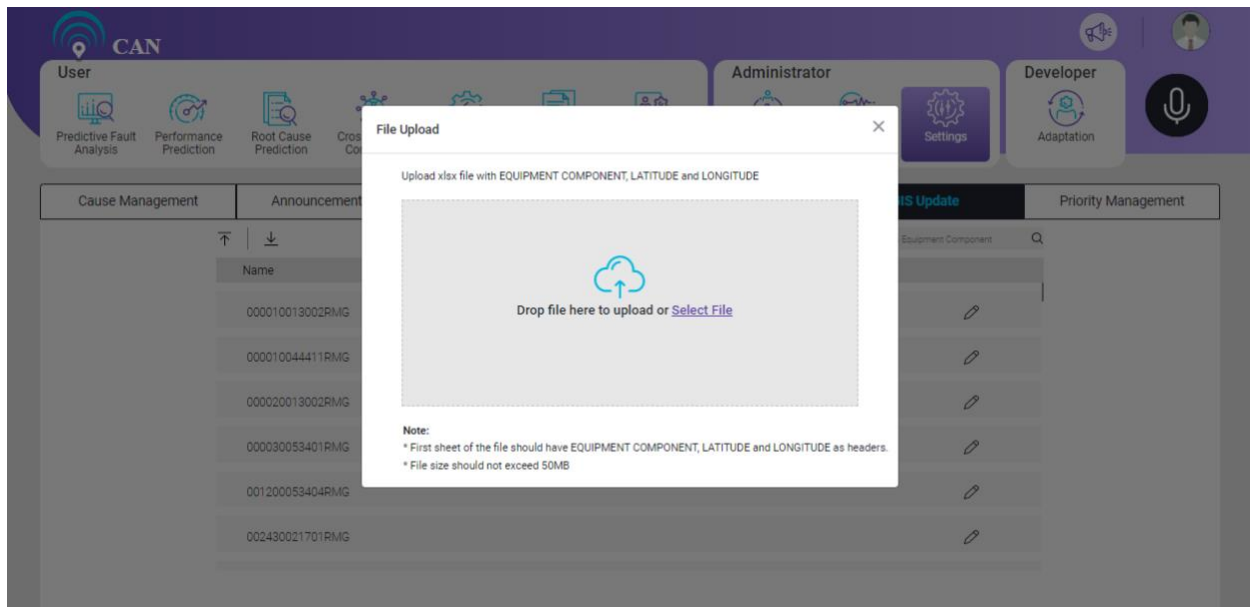 CAN
User
Administrator
Developer
Predictive Fault
Analysis
Performance
Prediction
Root Cause
Prediction
Settings
Adaptation
File Upload
Upload xlsx file with EQUIPMENT COMPONENT, LATITUDE and LONGITUDE
Cause Management
Priority Management
Equipment Component
Name
Drop file here to upload or Select File
000010013002RMG
000010044411RMG
000020013002RMG
000030053401RMG
001200053404RMG
002430021701RMG
Note:
* First sheet of the file should have EQUIPMENT COMPONENT, LATITUDE and LONGITUDE as headers.
* File size should not exceed 50MB